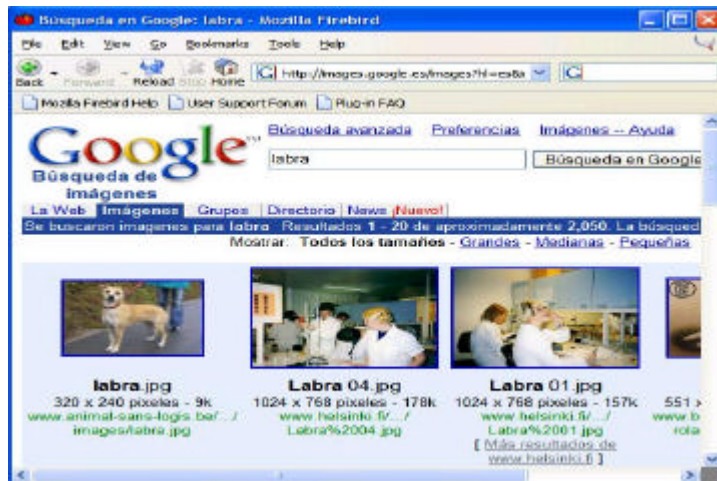 Búsqueda en Google: labra - Mozilla Firebird
File Edit View Go Bookmarks Tools Help
Back Forward Reload Stop Home http://images.google.es/images?hl=es&
Mozilla Firebird Help User Support Forum Plug-in FAQ
Google™
Búsqueda avanzada Preferencias Imágenes -- Ayuda
labra Búsqueda en Google
Búsqueda de
imágenes
La Web Imágenes Grupos Directorio News ¡Nuevo!
Se buscaron imagenes para labra Resultados 1 - 20 de aproximadamente 2,050. La búsqued
Mostrar: Todos los tamaños - Grandes - Medianas - Pequeñas
labra.jpg
320 x 240 pixeles - 9k
www.animal-sans-logis.be/.../
images/labra.jpg
Labra 04.jpg
1024 x 768 pixeles - 178k
www.helsinki.fi/.../
Labra%2004.jpg
Labra 01.jpg
1024 x 768 pixeles - 157k
www.helsinki.fi/.../
Labra%2001.jpg
[ Más resultados de
www.helsinki.fi ]
551 x
www.b
rola